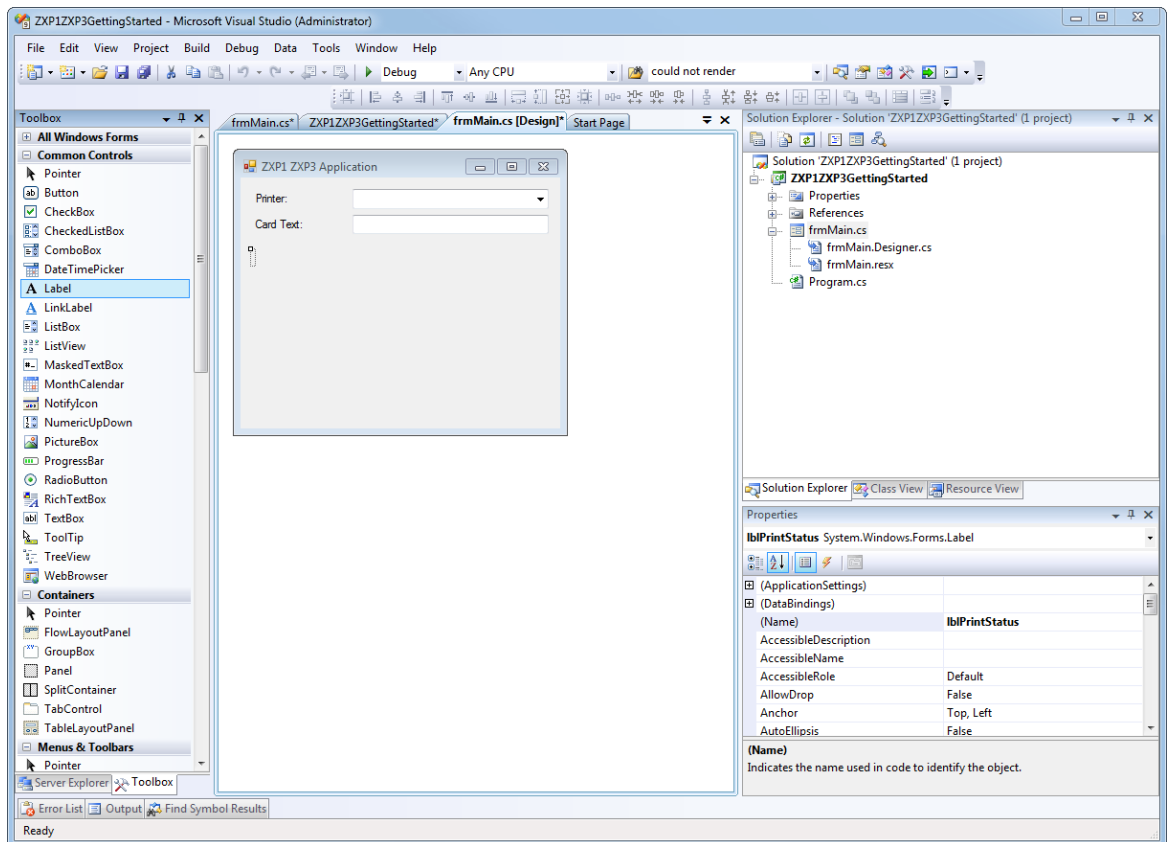 ZXP1ZXP3GettingStarted - Microsoft Visual Studio (Administrator)
File Edit View Project Build Debug Data Tools Window Help
Debug Any CPU could not render
Toolbox
All Windows Forms
Common Controls
Pointer
Button
CheckBox
CheckedListBox
ComboBox
DateTimePicker
Label
LinkLabel
ListBox
ListView
MaskedTextBox
MonthCalendar
NotifyIcon
NumericUpDown
PictureBox
ProgressBar
RadioButton
RichTextBox
TextBox
ToolTip
TreeView
WebBrowser
Containers
Pointer
FlowLayoutPanel
GroupBox
Panel
SplitContainer
TabControl
TableLayoutPanel
Menus & Toolbars
Pointer
Server Explorer Toolbox
frmMain.cs* ZXP1ZXP3GettingStarted* frmMain.cs [Design]* Start Page
ZXP1 ZXP3 Application
Printer:
Card Text:
Solution Explorer - Solution 'ZXP1ZXP3GettingStarted' (1 project)
Solution 'ZXP1ZXP3GettingStarted' (1 project)
ZXP1ZXP3GettingStarted
Properties
References
frmMain.cs
frmMain.Designer.cs
frmMain.resx
Program.cs
Solution Explorer Class View Resource View
Properties
lblPrintStatus System.Windows.Forms.Label
(ApplicationSettings)
(DataBindings)
(Name) lblPrintStatus
AccessibleDescription
AccessibleName
AccessibleRole Default
AllowDrop False
Anchor Top, Left
AutoEllipsis False
(Name)
Indicates the name used in code to identify the object.
Error List Output Find Symbol Results
Ready